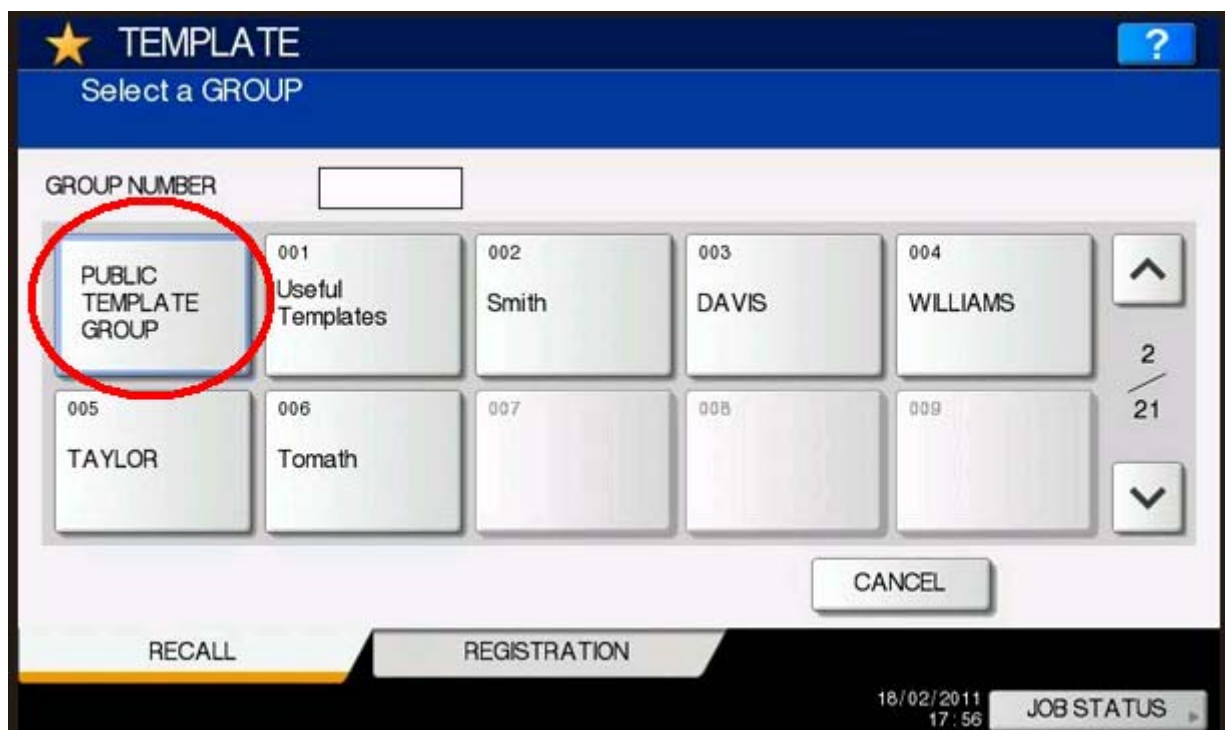 TEMPLATE
?
Select a GROUP
GROUP NUMBER
PUBLIC
TEMPLATE
GROUP
001
Useful
Templates
002
Smith
003
DAVIS
004
WILLIAMS
2
21
005
TAYLOR
006
Tomath
007
008
009
CANCEL
RECALL
REGISTRATION
18/02/2011
17:56
JOB STATUS